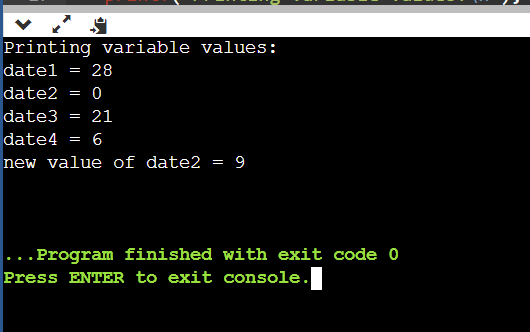 Printing variable values:
date1 = 28
date2 = 0
date3 = 21
date4 = 6
new value of date2 = 9
...Program finished with exit code 0
Press ENTER to exit console.